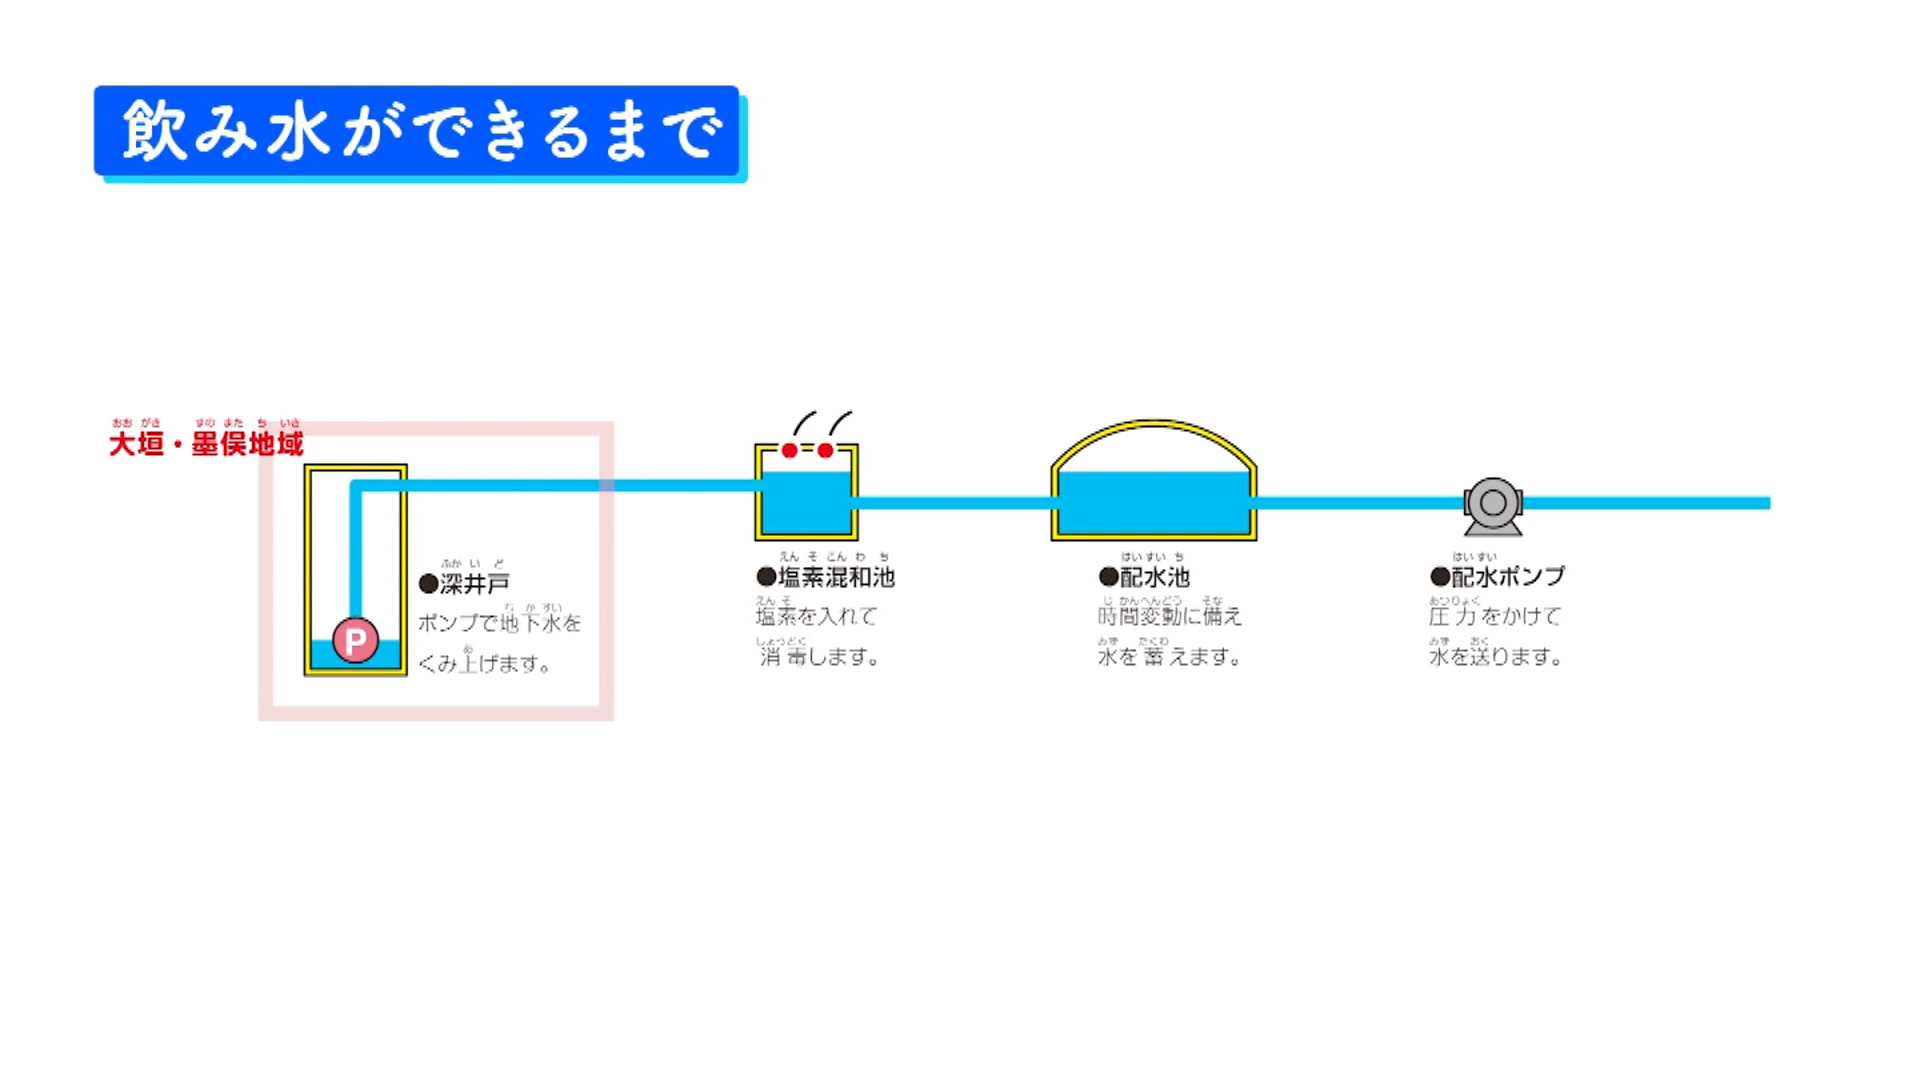 飲み水ができるまで
おおがき すのまたちいき
大垣・墨俣地域
P
ふかいど
●深井戸
ちかすい
ポンプで地下水を
あ
くみ上げます。
えんそこんわち
●塩素混和池
えんそ
塩素を入れて
しょうどく
消毒します。
はいすいち
●配水池
じかんへんどう そな
時間変動に備え
みず たくわ
水を蓄えます。
はいすい
●配水ポンプ
あつりょく
圧力をかけて
みず おく
水を送ります。